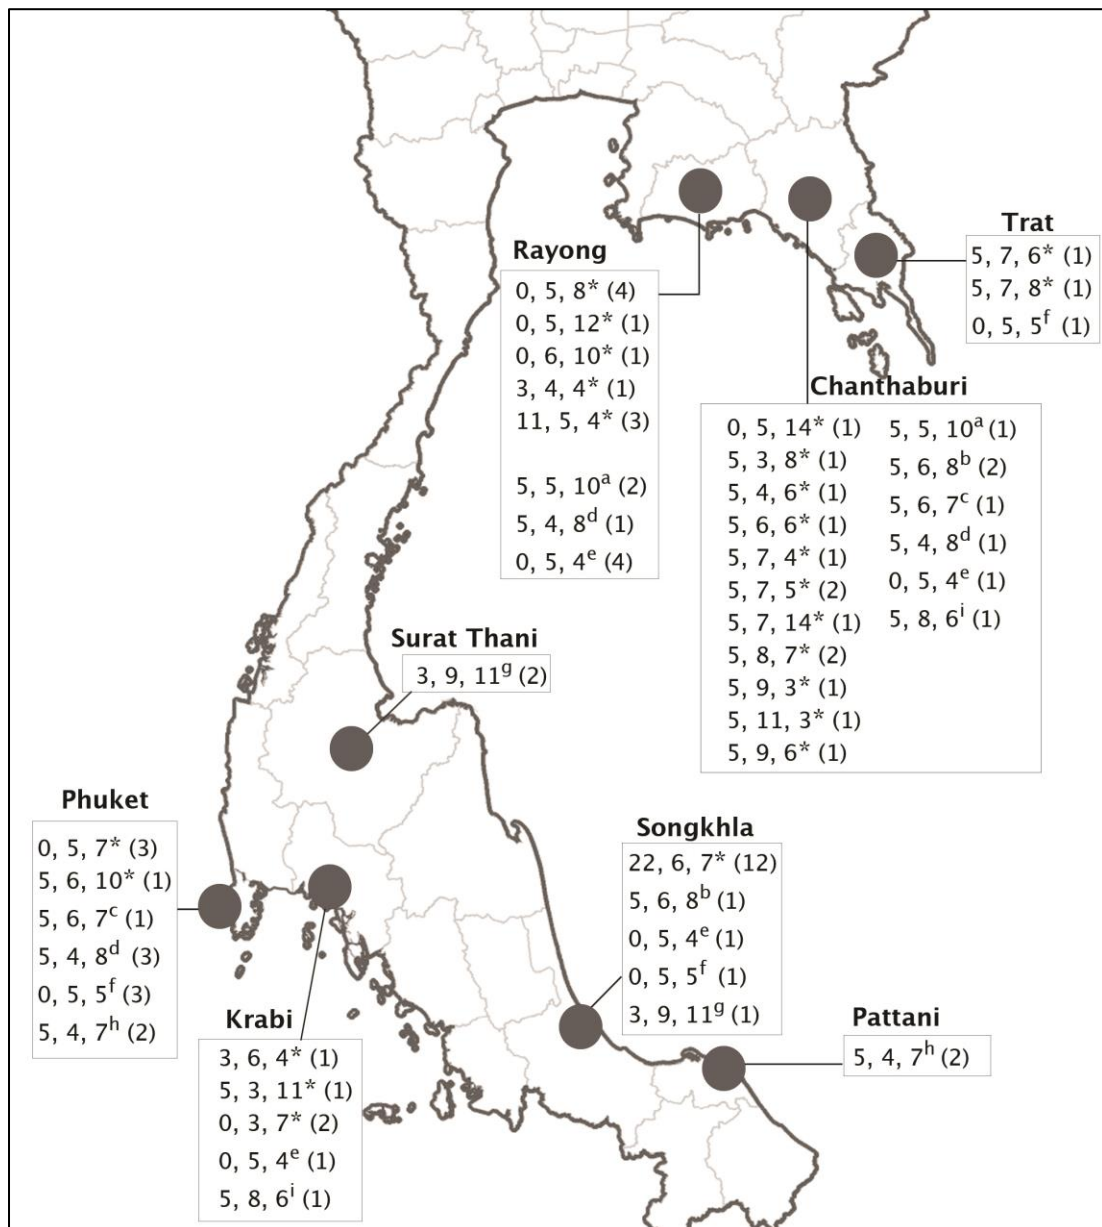 Trat
5, 7, 6* (1)
5, 7, 8* (1)
0, 5, 5ᶠ (1)
Rayong
0, 5, 8* (4)
0, 5, 12* (1)
0, 6, 10* (1)
3, 4, 4* (1)
11, 5, 4* (3)
5, 5, 10ᵃ (2)
5, 4, 8ᵈ (1)
0, 5, 4ᵉ (4)
Chanthaburi
0, 5, 14* (1)
5, 3, 8* (1)
5, 4, 6* (1)
5, 6, 6* (1)
5, 7, 4* (1)
5, 7, 5* (2)
5, 7, 14* (1)
5, 8, 7* (2)
5, 9, 3* (1)
5, 11, 3* (1)
5, 9, 6* (1)
5, 5, 10ᵃ (1)
5, 6, 8ᵇ (2)
5, 6, 7ᶜ (1)
5, 4, 8ᵈ (1)
0, 5, 4ᵉ (1)
5, 8, 6ⁱ (1)
Surat Thani
3, 9, 11ᵍ (2)
Phuket
0, 5, 7* (3)
5, 6, 10* (1)
5, 6, 7ᶜ (1)
5, 4, 8ᵈ (3)
0, 5, 5ᶠ (3)
5, 4, 7ʰ (2)
Krabi
3, 6, 4* (1)
5, 3, 11* (1)
0, 3, 7* (2)
0, 5, 4ᵉ (1)
5, 8, 6ⁱ (1)
Songkhla
22, 6, 7* (12)
5, 6, 8ᵇ (1)
0, 5, 4ᵉ (1)
0, 5, 5ᶠ (1)
3, 9, 11ᵍ (1)
Pattani
5, 4, 7ʰ (2)